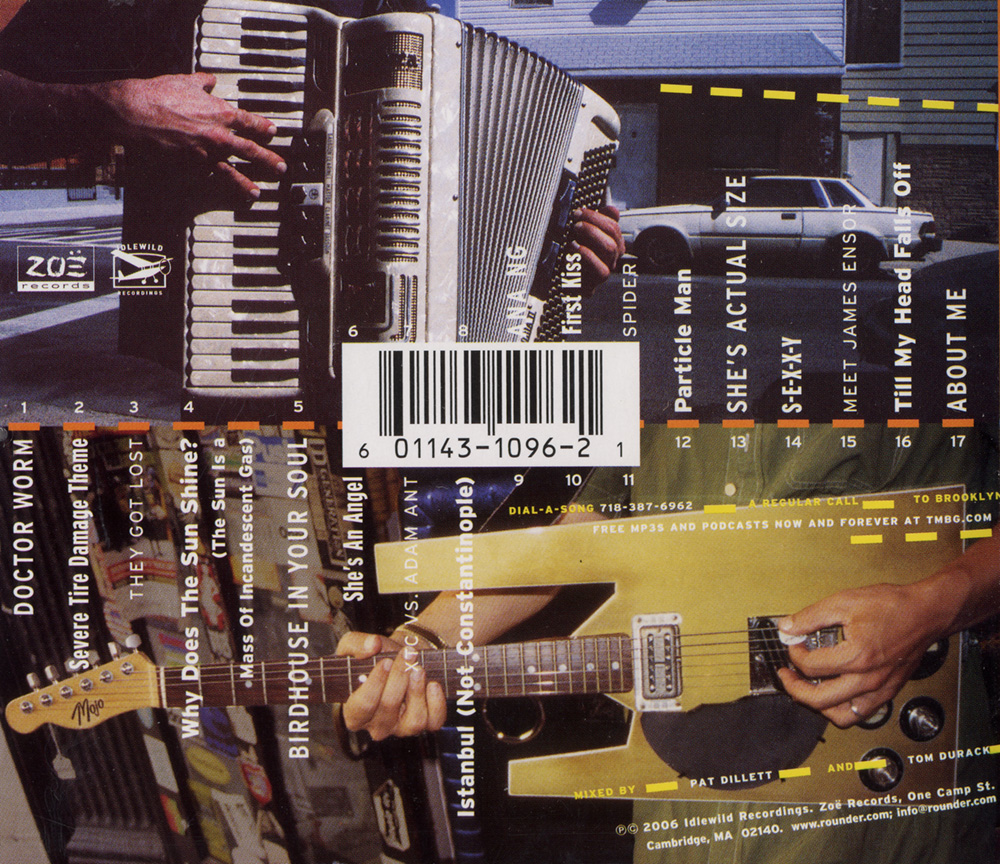 ZOË
records
IDLEWILD
RECORDINGS
1
DOCTOR WORM
2
Severe Tire Damage Theme
3
THEY GOT LOST
4
Why Does The Sun Shine?
(The Sun Is a
Mass Of Incandescent Gas)
5
BIRDHOUSE IN YOUR SOUL
6
She's An Angel
7
XTC VS. ADAM ANT
8
Istanbul (Not Constantinople)
9
ANA NG
10
First Kiss
11
SPIDER
12
Particle Man
13
SHE'S ACTUAL SIZE
14
S-E-X-X-Y
15
MEET JAMES ENSOR
16
Till My Head Falls Off
17
ABOUT ME
6 01143-1096-2 1
DIAL-A-SONG 718-387-6962 A REGULAR CALL TO BROOKLYN
FREE MP3S AND PODCASTS NOW AND FOREVER AT TMBG.COM
Mojo
MIXED BY PAT DILLETT AND TOM DURACK
℗© 2006 Idlewild Recordings. Zoë Records, One Camp St.
Cambridge, MA 02140. www.rounder.com; info@rounder.com